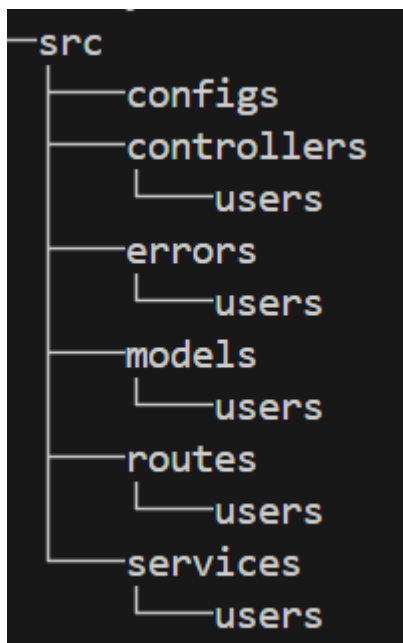 src
configs
controllers
users
errors
users
models
users
routes
users
services
users